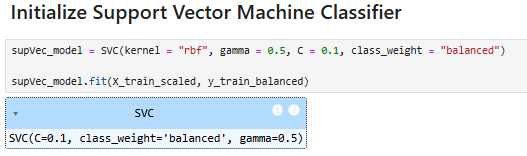 Initialize Support Vector Machine Classifier
supVec_model = SVC(kernel = "rbf", gamma = 0.5, C = 0.1, class_weight = "balanced")
supVec_model.fit(X_train_scaled, y_train_balanced)
▾ SVC i ?
SVC(C=0.1, class_weight='balanced', gamma=0.5)